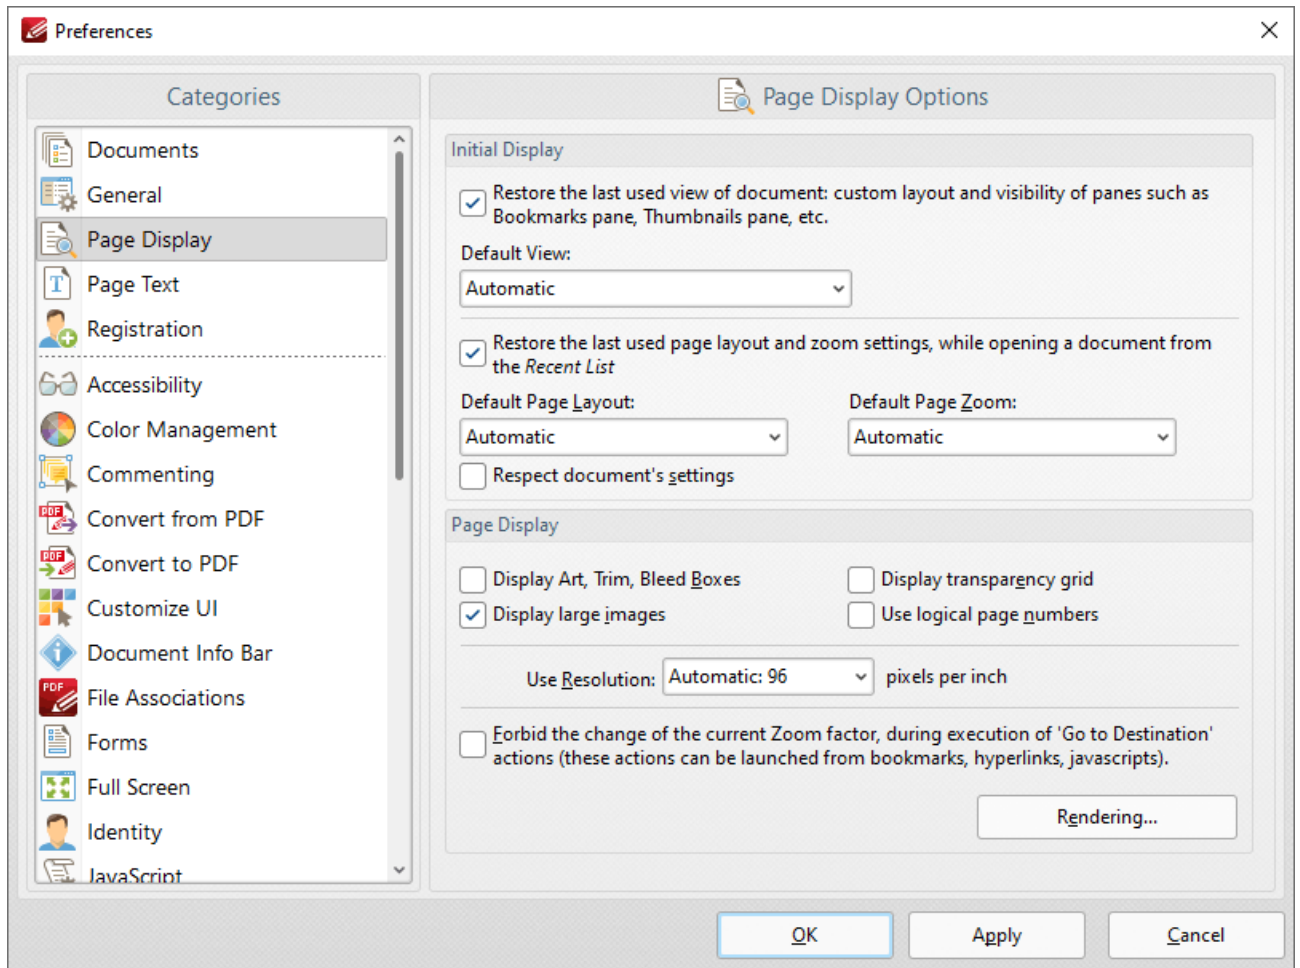 Preferences
Categories
Documents
General
Page Display
Page Text
Registration
Accessibility
Color Management
Commenting
Convert from PDF
Convert to PDF
Customize UI
Document Info Bar
File Associations
Forms
Full Screen
Identity
JavaScript
Page Display Options
Initial Display
Restore the last used view of document: custom layout and visibility of panes such as
Bookmarks pane, Thumbnails pane, etc.
Default View:
Automatic
Restore the last used page layout and zoom settings, while opening a document from
the Recent List
Default Page Layout: Default Page Zoom:
Automatic Automatic
Respect document's settings
Page Display
Display Art, Trim, Bleed Boxes Display transparency grid
Display large images Use logical page numbers
Use Resolution: Automatic: 96 pixels per inch
Forbid the change of the current Zoom factor, during execution of 'Go to Destination'
actions (these actions can be launched from bookmarks, hyperlinks, javascripts).
Rendering...
OK Apply Cancel